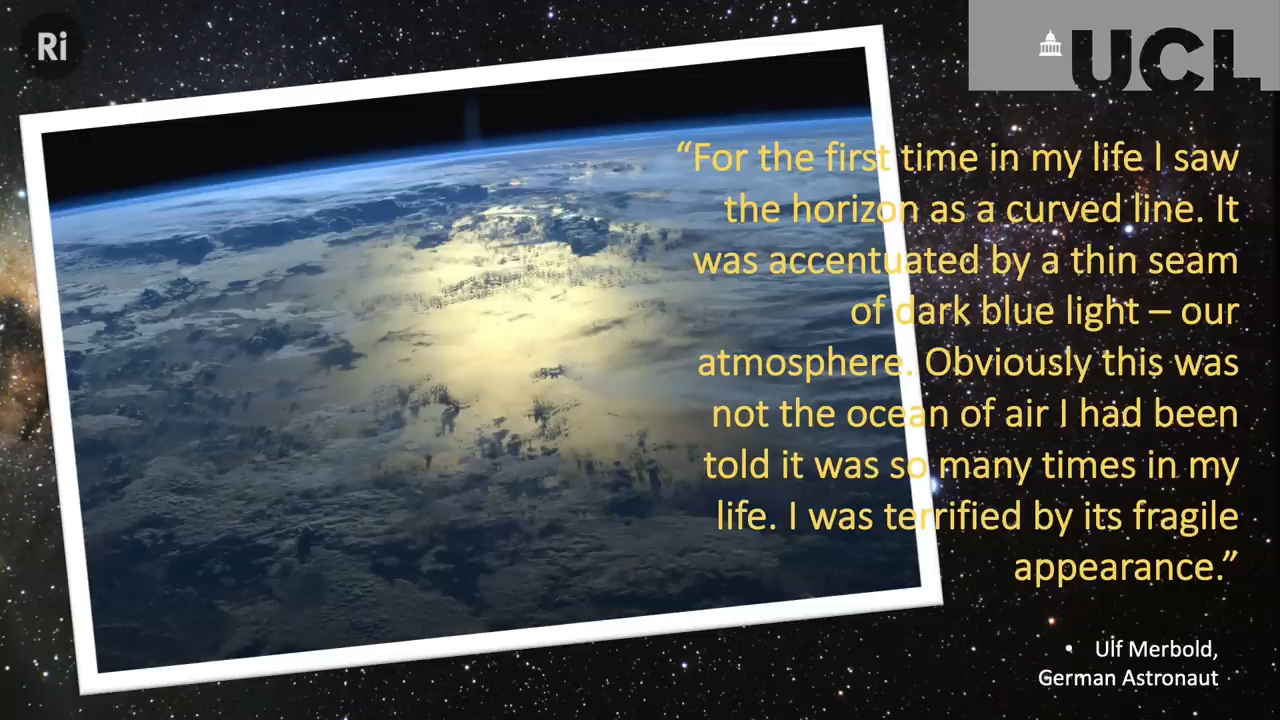 Ri
UCL
“For the first time in my life I saw
the horizon as a curved line. It
was accentuated by a thin seam
of dark blue light – our
atmosphere. Obviously this was
not the ocean of air I had been
told it was so many times in my
life. I was terrified by its fragile
appearance.”
• Ulf Merbold,
German Astronaut